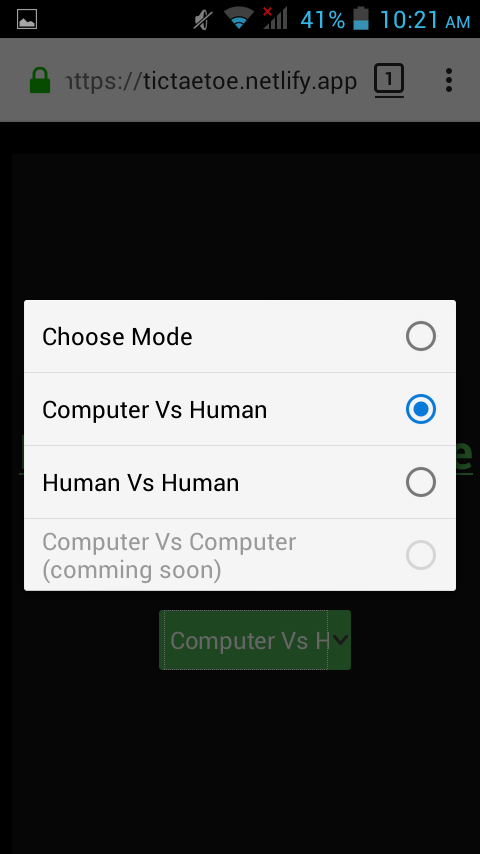 41% 10:21 AM
https://tictaetoe.netlify.app 1
Choose Mode
Computer Vs Human
Human Vs Human
Computer Vs Computer
(comming soon)
Computer Vs H